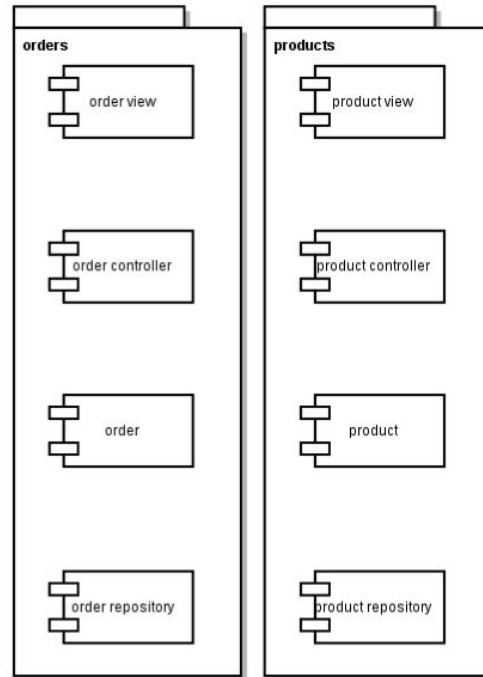 orders
order view
order controller
order
order repository
products
product view
product controller
product
product repository